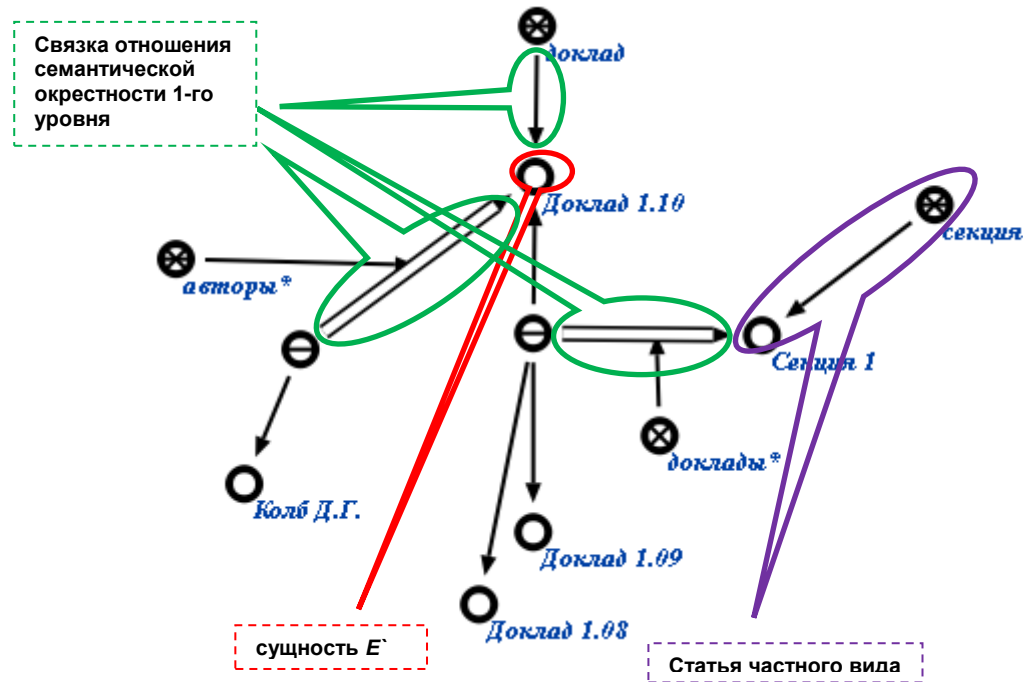 Связка отношения
семантической
окрестности 1-го
уровня
доклад
Доклад 1.10
секция
авторы*
Секция 1
доклады*
Колб Д.Г.
Доклад 1.09
Доклад 1.08
сущность E`
Статья частного вида